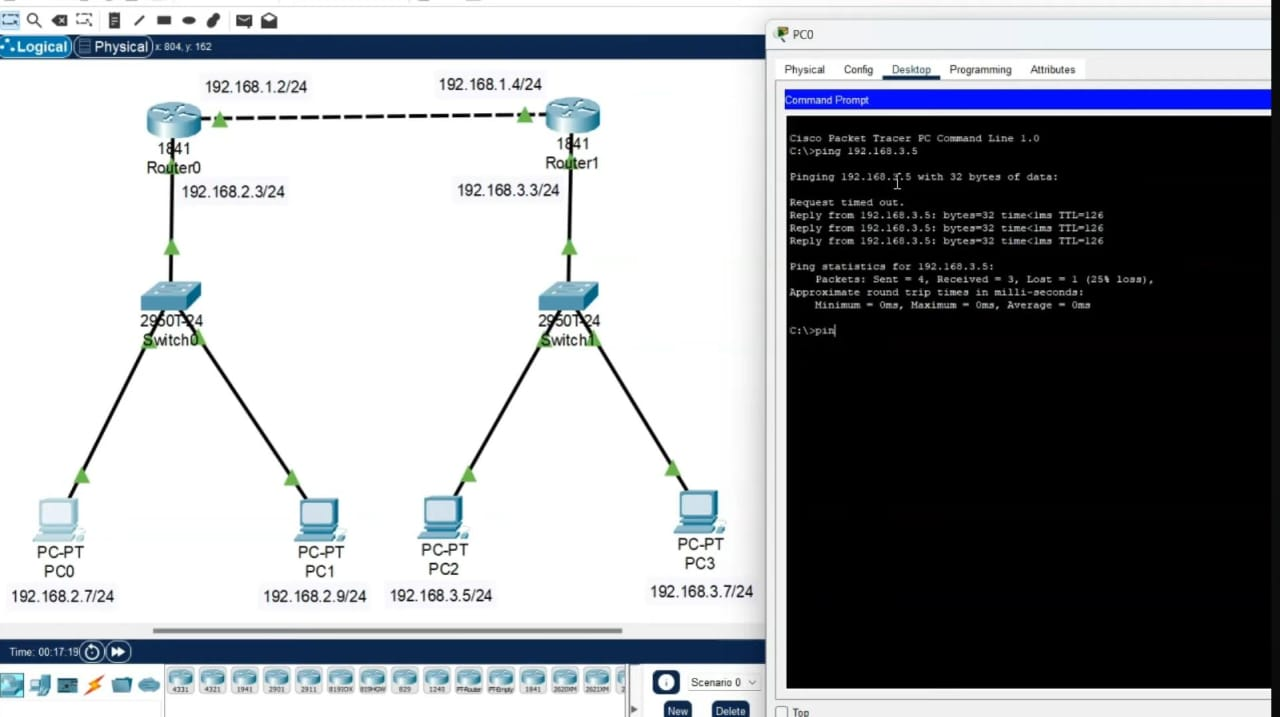 Logical
Physical
x: 804, y: 162
192.168.1.2/24
192.168.1.4/24
1841
Router0
1841
Router1
192.168.2.3/24
192.168.3.3/24
2950T-24
Switch0
2950T-24
Switch1
PC-PT
PC0
PC-PT
PC1
PC-PT
PC2
PC-PT
PC3
192.168.2.7/24
192.168.2.9/24
192.168.3.5/24
192.168.3.7/24
Time: 00:17:19
4331
4321
1941
2901
2911
819IOX
819HGW
829
1240
PT-Router
PT-Empty
1841
2620XM
2621XM
Scenario 0
New
Delete
PC0
Physical
Config
Desktop
Programming
Attributes
Command Prompt
Cisco Packet Tracer PC Command Line 1.0
C:\>ping 192.168.3.5
Pinging 192.168.3.5 with 32 bytes of data:
Request timed out.
Reply from 192.168.3.5: bytes=32 time<1ms TTL=126
Reply from 192.168.3.5: bytes=32 time<1ms TTL=126
Reply from 192.168.3.5: bytes=32 time<1ms TTL=126
Ping statistics for 192.168.3.5:
Packets: Sent = 4, Received = 3, Lost = 1 (25% loss),
Approximate round trip times in milli-seconds:
Minimum = 0ms, Maximum = 0ms, Average = 0ms
C:\>pin
Top